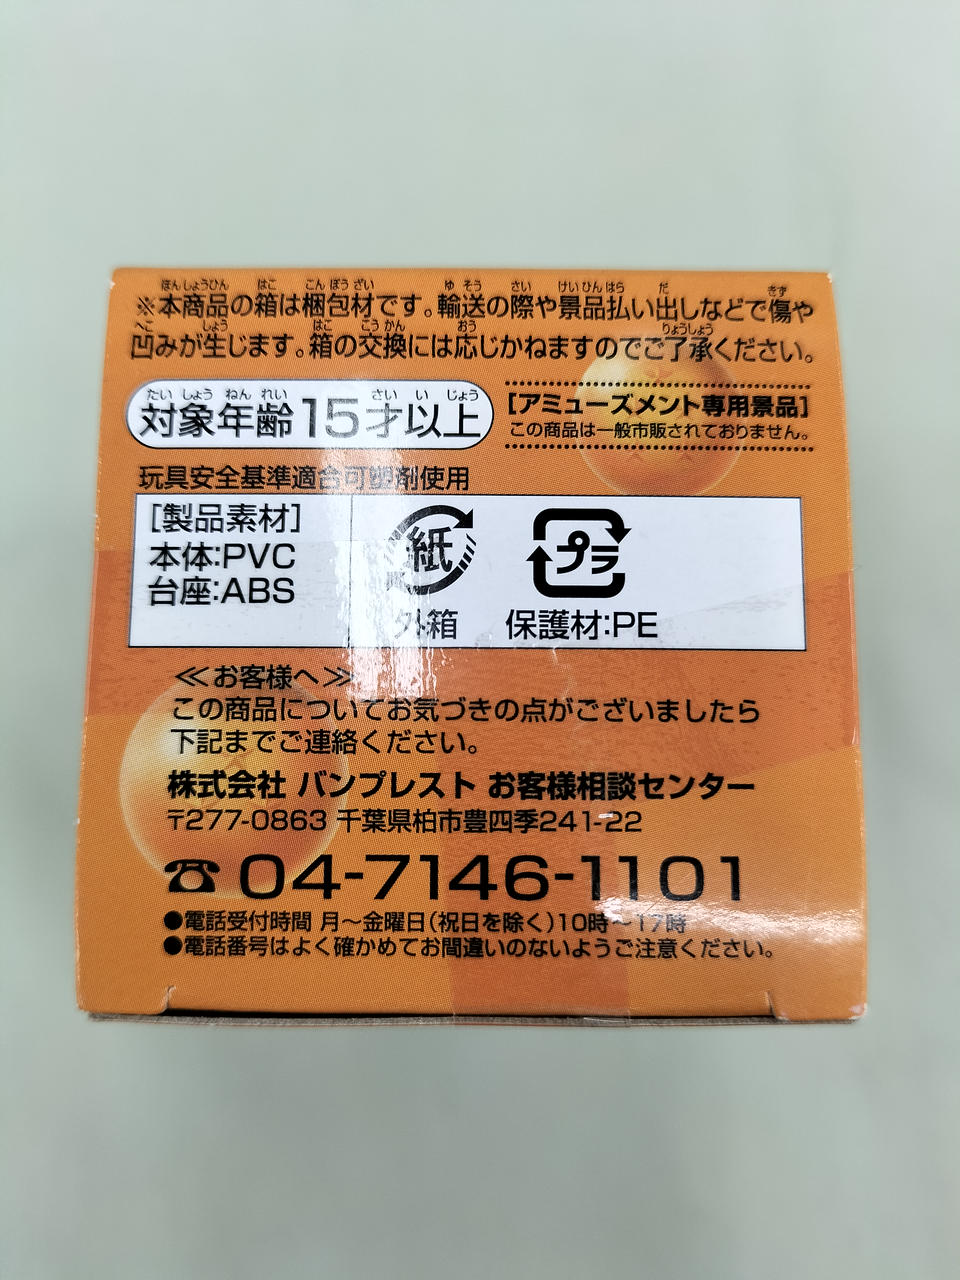 ※本商品の箱は梱包材です。輸送の際や景品払い出しなどで傷や
凹みが生じます。箱の交換には応じかねますのでご了承ください。
対象年齢15才以上
[アミューズメント専用景品]
この商品は一般市販されておりません。
玩具安全基準適合可塑剤使用
[製品素材]
本体:PVC
台座:ABS
紙
外箱
プラ
保護材:PE
≪お客様へ≫
この商品についてお気づきの点がございましたら
下記までご連絡ください。
株式会社 バンプレスト お客様相談センター
〒277-0863 千葉県柏市豊四季241-22
☎04-7146-1101
●電話受付時間 月〜金曜日(祝日を除く)10時〜17時
●電話番号はよく確かめてお間違いのないようご注意ください。